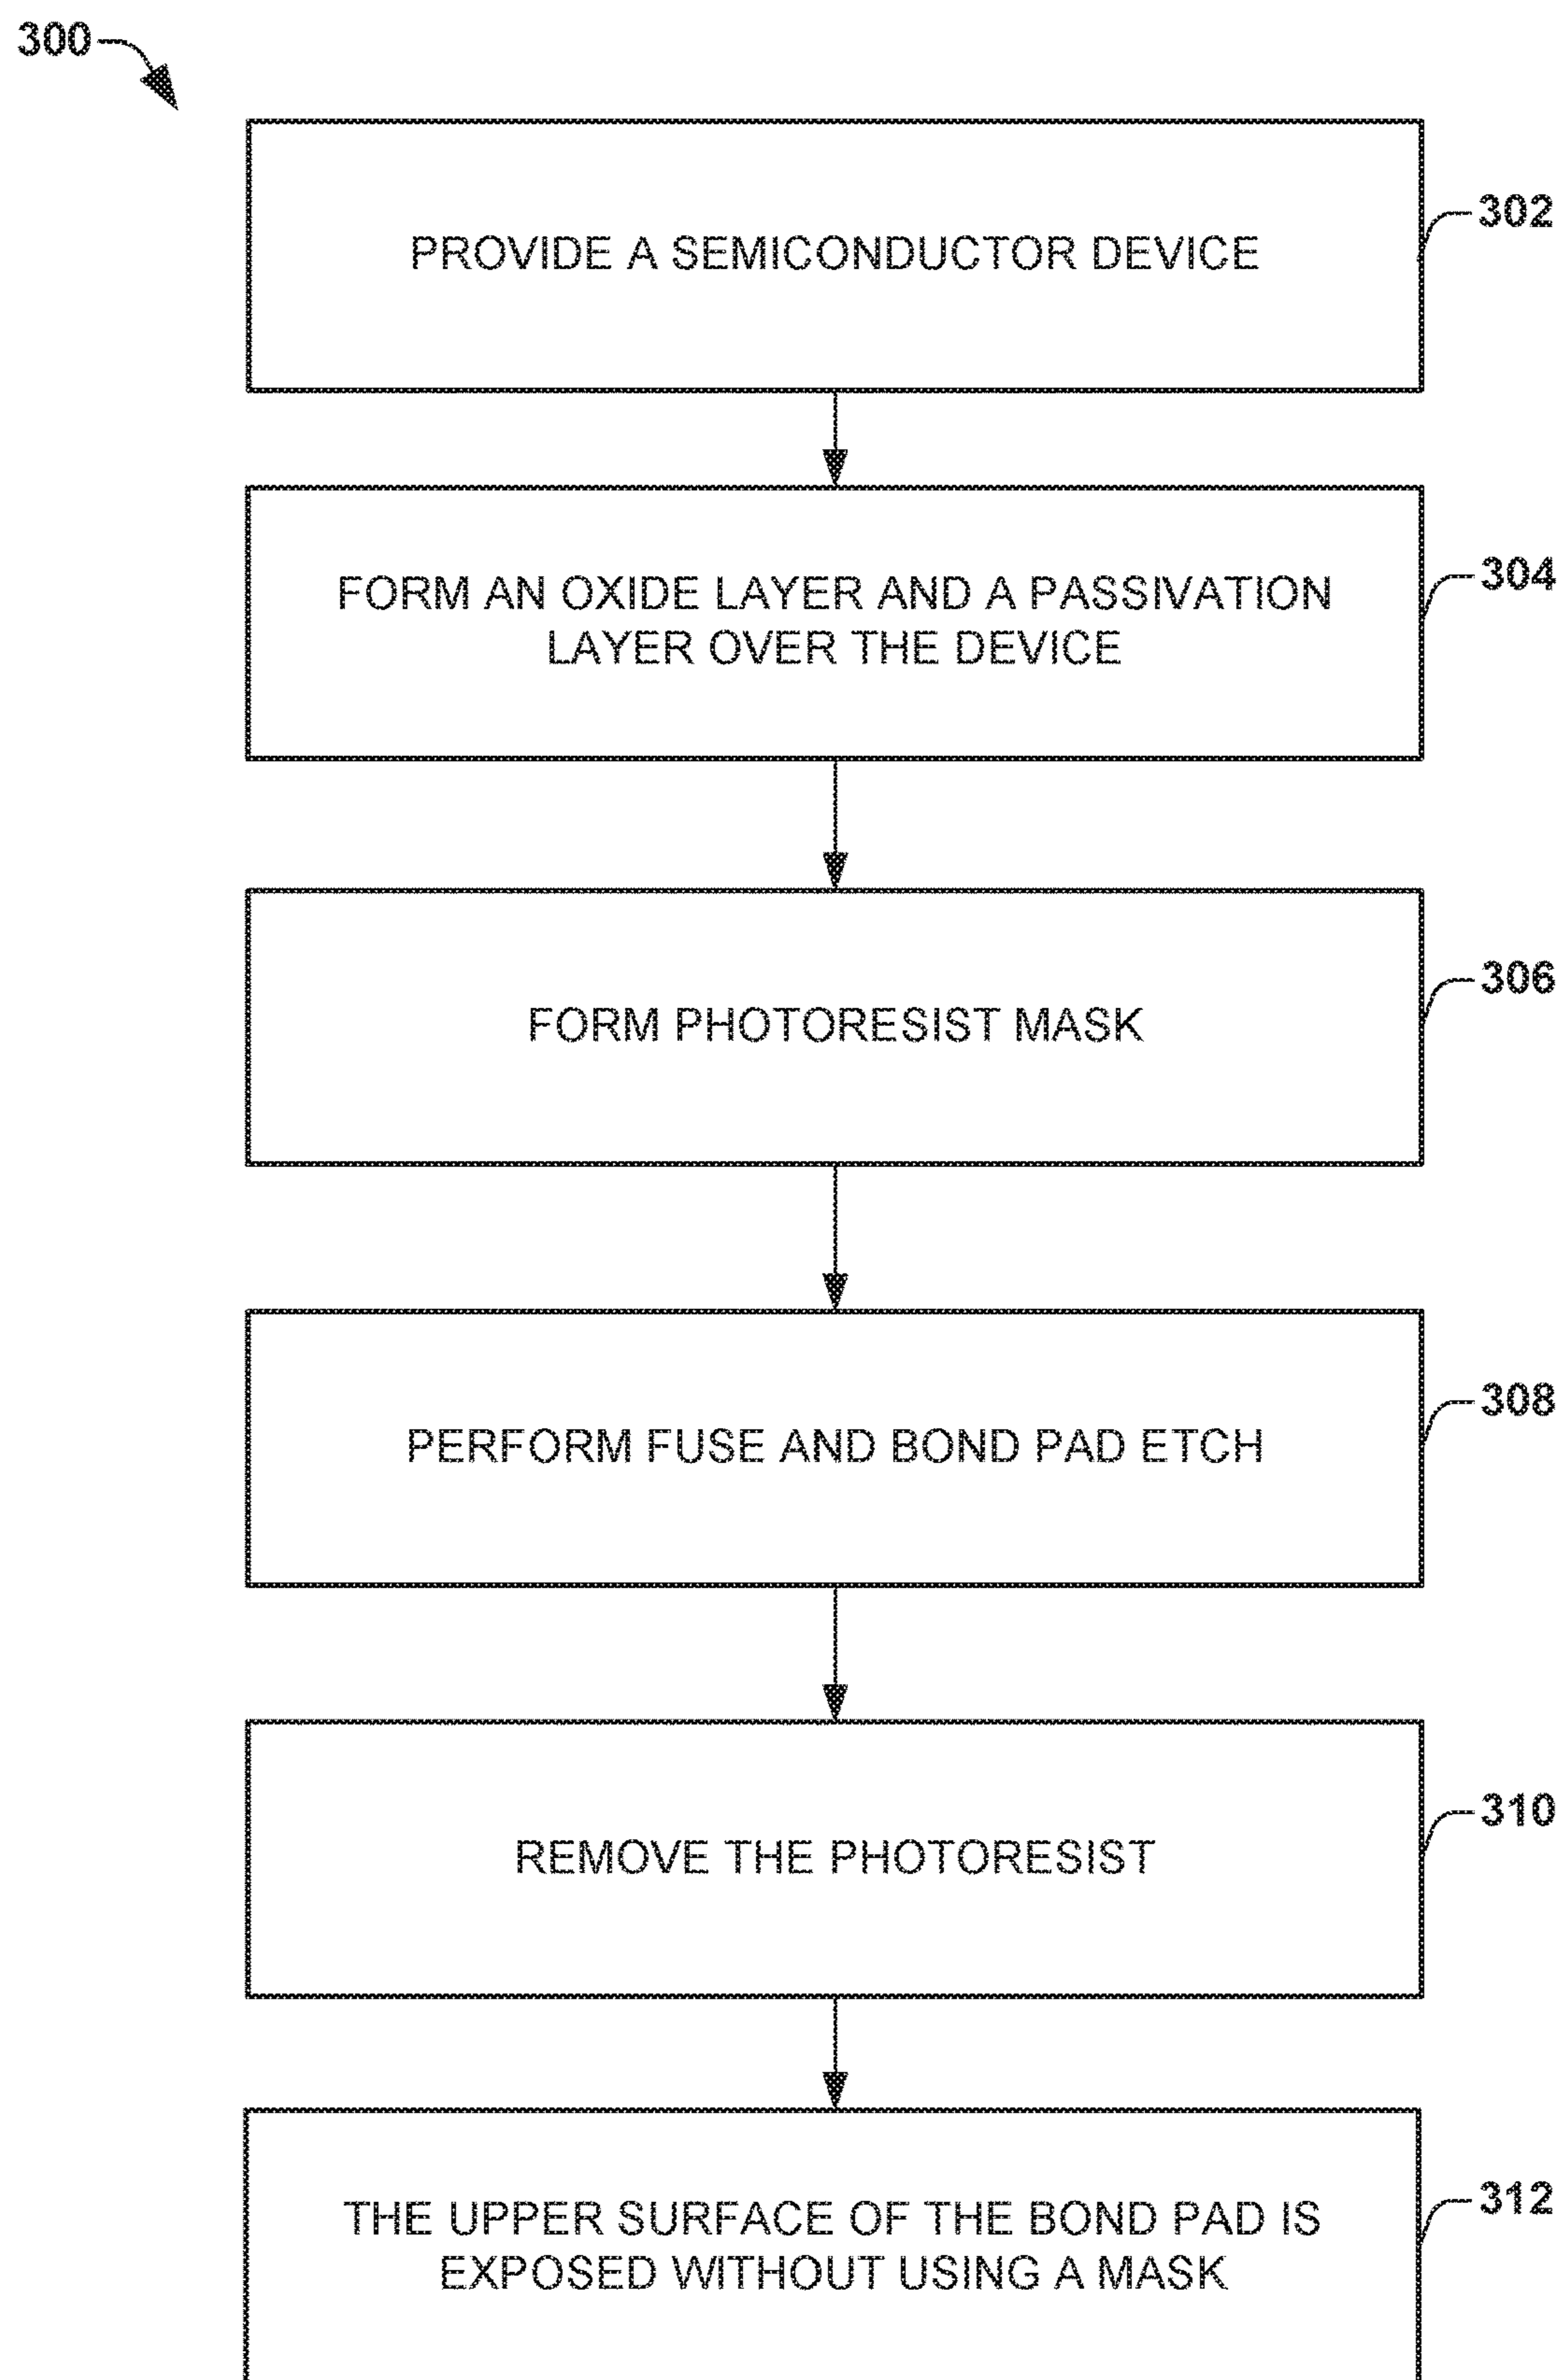 300
PROVIDE A SEMICONDUCTOR DEVICE
302
FORM AN OXIDE LAYER AND A PASSIVATION
LAYER OVER THE DEVICE
304
FORM PHOTORESIST MASK
306
PERFORM FUSE AND BOND PAD ETCH
308
REMOVE THE PHOTORESIST
310
THE UPPER SURFACE OF THE BOND PAD IS
EXPOSED WITHOUT USING A MASK
312